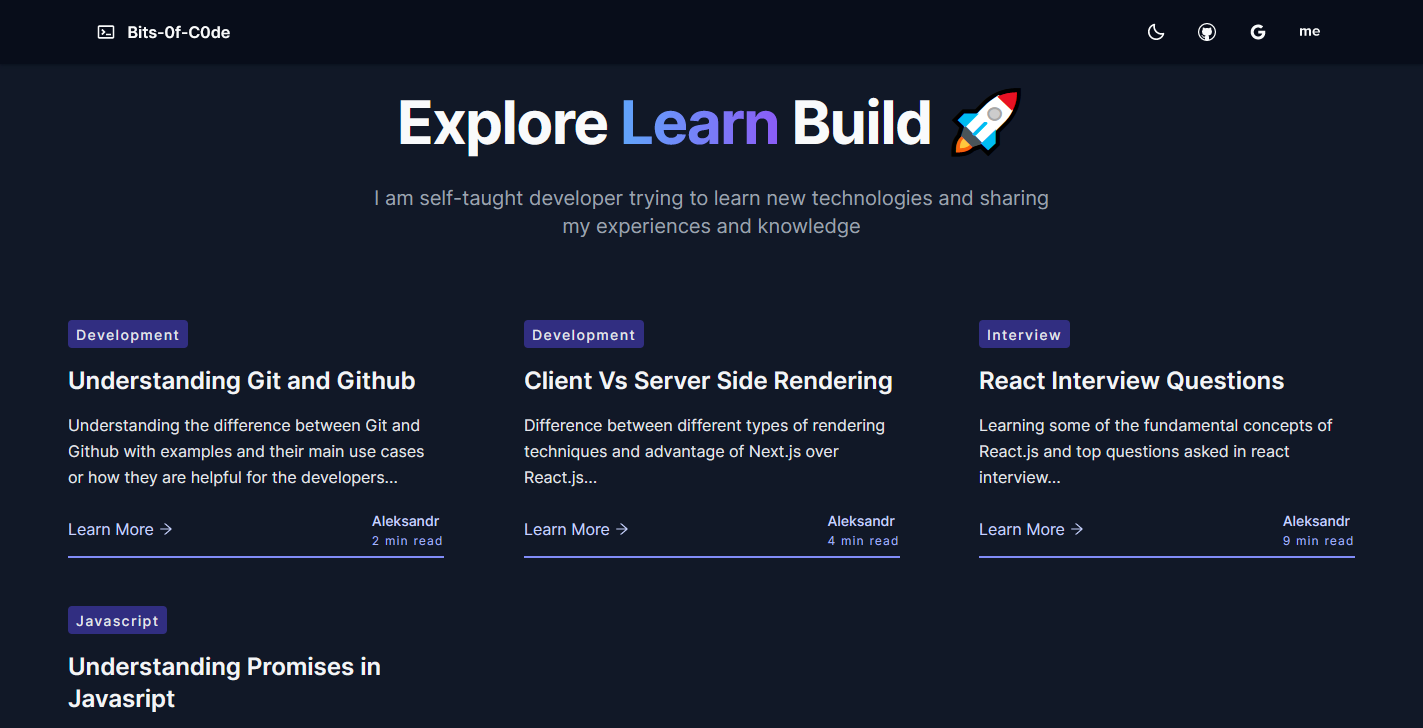 Bits-0f-C0de
me
Explore Learn Build 🚀
I am self-taught developer trying to learn new technologies and sharing
my experiences and knowledge
Development
Understanding Git and Github
Understanding the difference between Git and
Github with examples and their main use cases
or how they are helpful for the developers...
Learn More →
Aleksandr
2 min read
Development
Client Vs Server Side Rendering
Difference between different types of rendering
techniques and advantage of Next.js over
React.js...
Learn More →
Aleksandr
4 min read
Interview
React Interview Questions
Learning some of the fundamental concepts of
React.js and top questions asked in react
interview...
Learn More →
Aleksandr
9 min read
Javascript
Understanding Promises in
Javasript